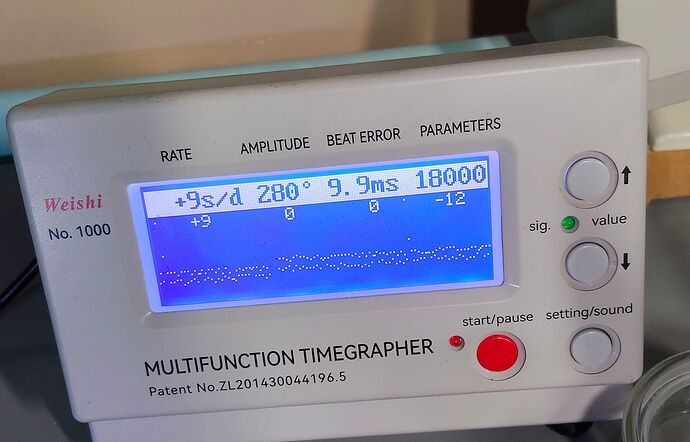 RATE AMPLITUDE BEAT ERROR PARAMETERS
+9s/d 280° 9.9ms 18000
+9 0 0 -12
Weishi
No. 1000
sig. value
start/pause setting/sound
MULTIFUNCTION TIMEGRAPHER
Patent No.ZL201430044196.5